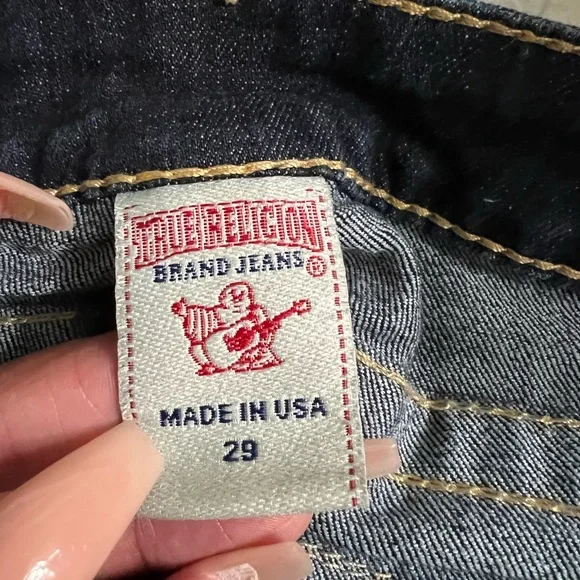 TRUE RELIGION
BRAND JEANS ®
MADE IN USA
29